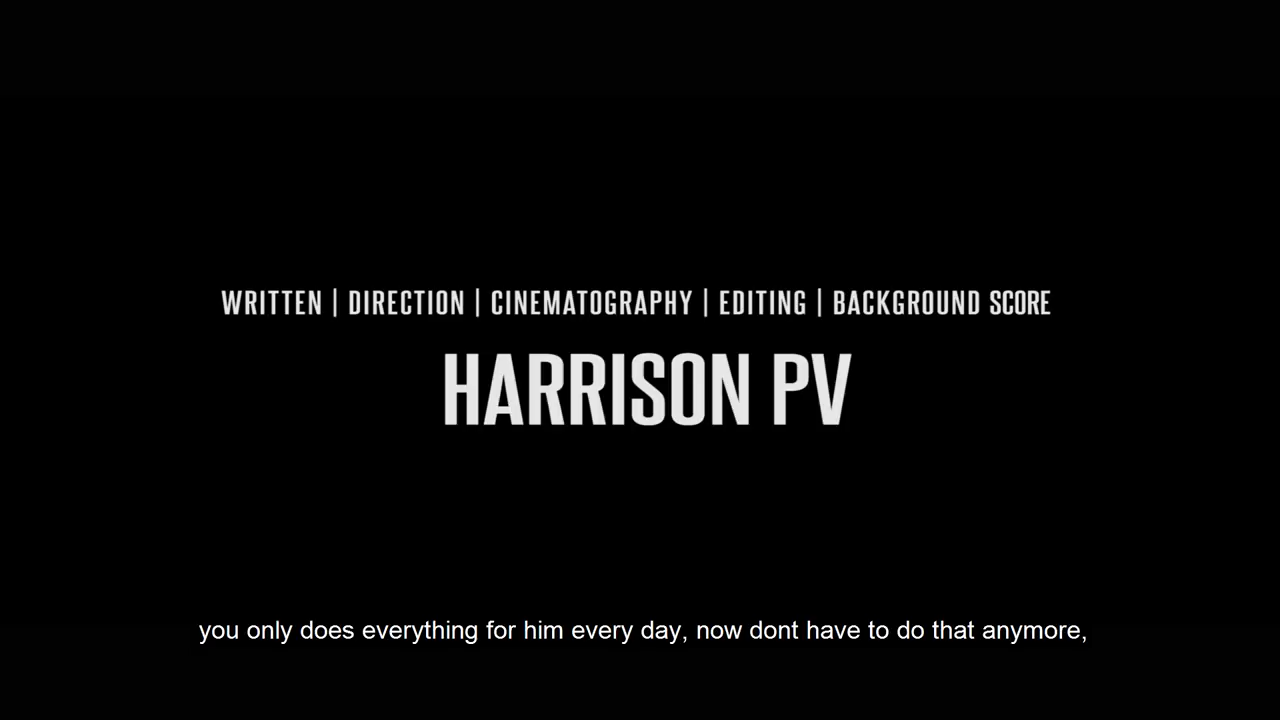 WRITTEN | DIRECTION | CINEMATOGRAPHY | EDITING | BACKGROUND SCORE
HARRISON PV
you only does everything for him every day, now dont have to do that anymore,